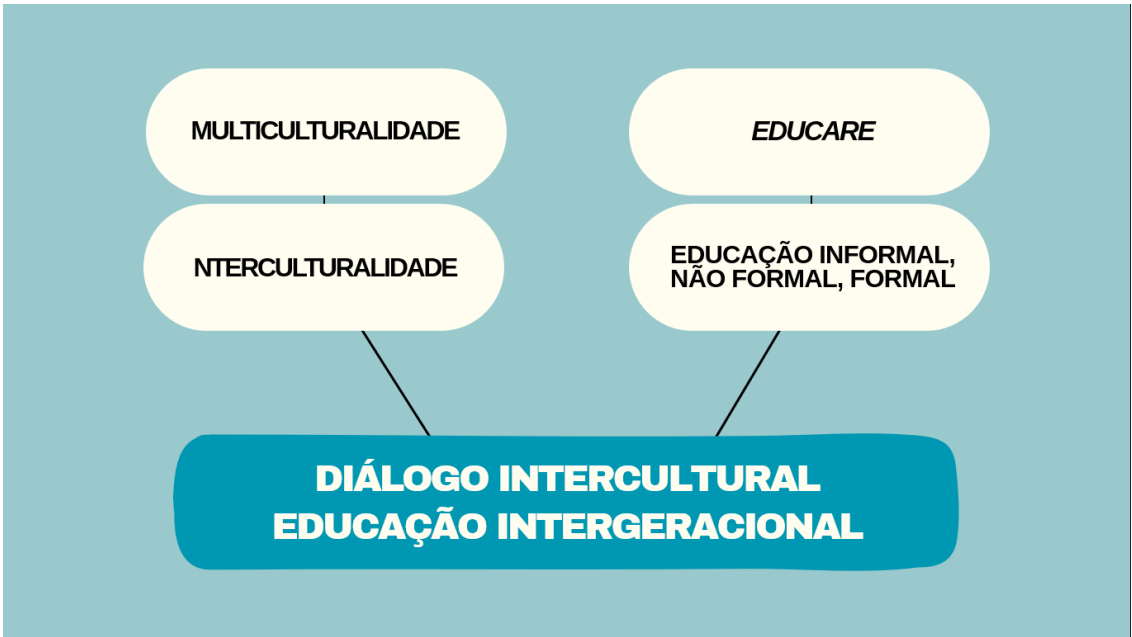 MULTICULTURALIDADE
EDUCARE
NTERCULTURALIDADE
EDUCAÇÃO INFORMAL,
NÃO FORMAL, FORMAL
DIÁLOGO INTERCULTURAL
EDUCAÇÃO INTERGERACIONAL